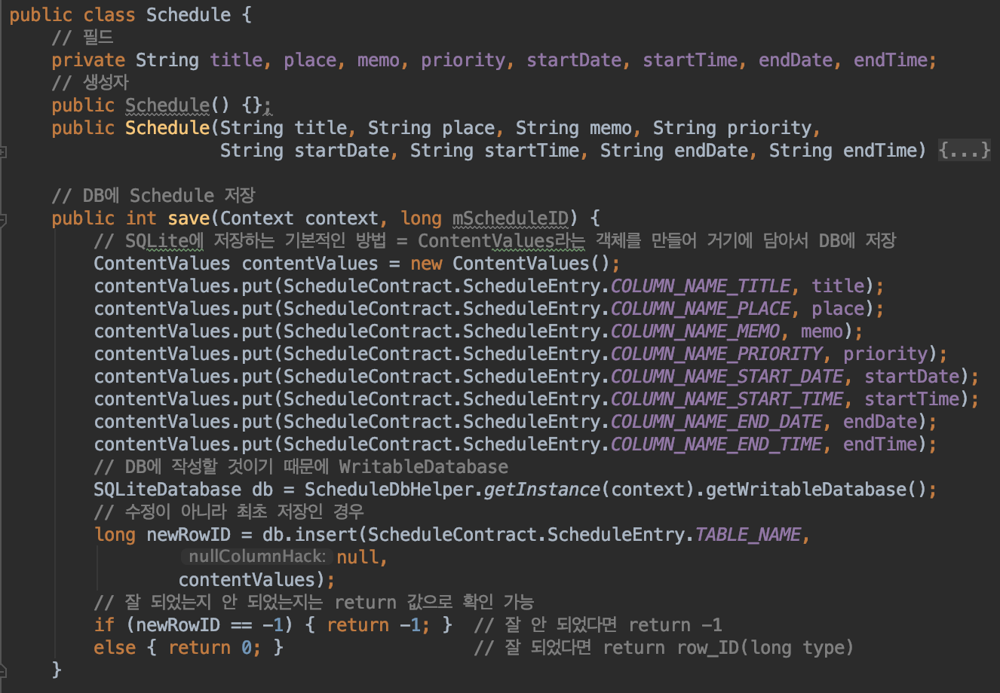 public class Schedule {
// 필드
private String title, place, memo, priority, startDate, startTime, endDate, endTime;
// 생성자
public Schedule() {};
public Schedule(String title, String place, String memo, String priority,
String startDate, String startTime, String endDate, String endTime) {...}
// DB에 Schedule 저장
public int save(Context context, long mScheduleID) {
// SQLite에 저장하는 기본적인 방법 = ContentValues라는 객체를 만들어 거기에 담아서 DB에 저장
ContentValues contentValues = new ContentValues();
contentValues.put(ScheduleContract.ScheduleEntry.COLUMN_NAME_TITLE, title);
contentValues.put(ScheduleContract.ScheduleEntry.COLUMN_NAME_PLACE, place);
contentValues.put(ScheduleContract.ScheduleEntry.COLUMN_NAME_MEMO, memo);
contentValues.put(ScheduleContract.ScheduleEntry.COLUMN_NAME_PRIORITY, priority);
contentValues.put(ScheduleContract.ScheduleEntry.COLUMN_NAME_START_DATE, startDate);
contentValues.put(ScheduleContract.ScheduleEntry.COLUMN_NAME_START_TIME, startTime);
contentValues.put(ScheduleContract.ScheduleEntry.COLUMN_NAME_END_DATE, endDate);
contentValues.put(ScheduleContract.ScheduleEntry.COLUMN_NAME_END_TIME, endTime);
// DB에 작성할 것이기 때문에 WritableDatabase
SQLiteDatabase db = ScheduleDbHelper.getInstance(context).getWritableDatabase();
// 수정이 아니라 최초 저장인 경우
long newRowID = db.insert(ScheduleContract.ScheduleEntry.TABLE_NAME,
nullColumnHack: null,
contentValues);
// 잘 되었는지 안 되었는지는 return 값으로 확인 가능
if (newRowID == -1) { return -1; } // 잘 안 되었다면 return -1
else { return 0; } // 잘 되었다면 return row_ID(long type)
}